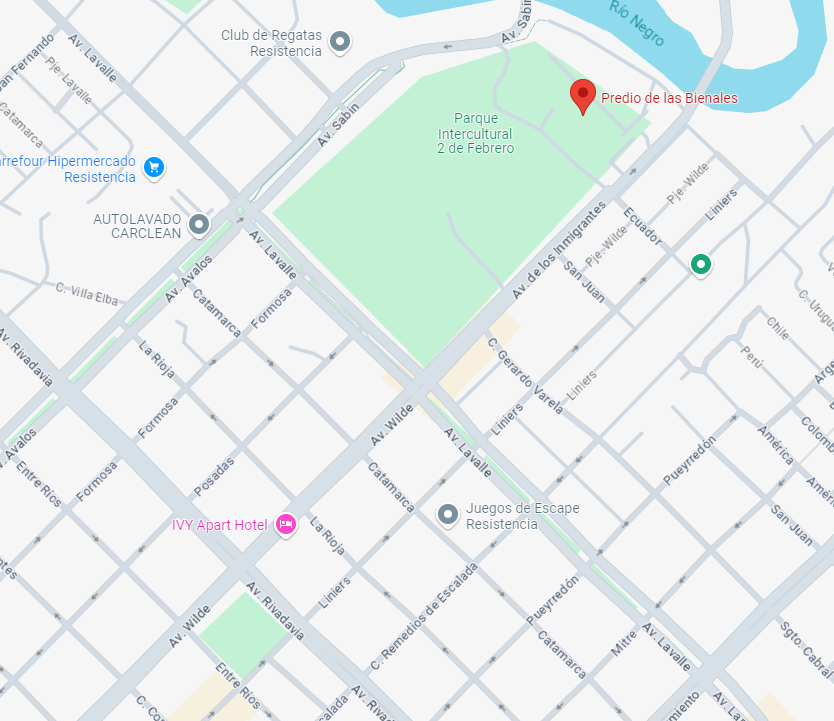 Av. Sabin
Río Negro
Club de Regatas
Resistencia
Av. Lavalle
San Fernando
Pje. Lavalle
Catamarca
Av. Sabin
Predio de las Bienales
Parque
Intercultural
2 de Febrero
Carrefour Hipermercado
Resistencia
AUTOLAVADO
CARCLEAN
Pje. Wilde
Liniers
Ecuador
Av. de los Inmigrantes
Pje. Wilde
San Juan
Av. Lavalle
Av. Avalos
C. Villa Elba
Catamarca
Formosa
Chile
Perú
Av. Rivadavia
La Rioja
C. Gerardo Varela
Liniers
Formosa
Liniers
Av. Wilde
Av. Lavalle
América
Pueyrredón
Av. Avalos
Entre Ríos
Formosa
Posadas
Catamarca
IVY Apart Hotel
La Rioja
Juegos de Escape
Resistencia
San Juan
Av. Wilde
Av. Rivadavia
Liniers
C. Remedios de Escalada
Pueyrredón
Mitre
Catamarca
Av. Lavalle
Entre Ríos
Av.